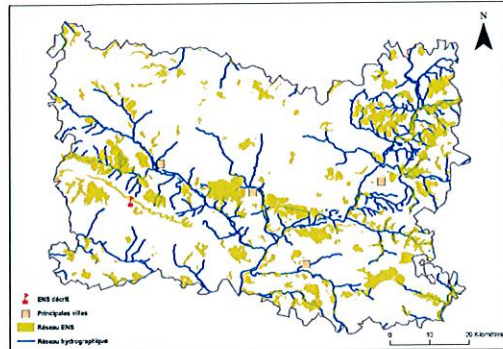 N
ENS décrit
Principales villes
Réseau ENS
Réseau hydrographique
0 10 20 Kilomètres